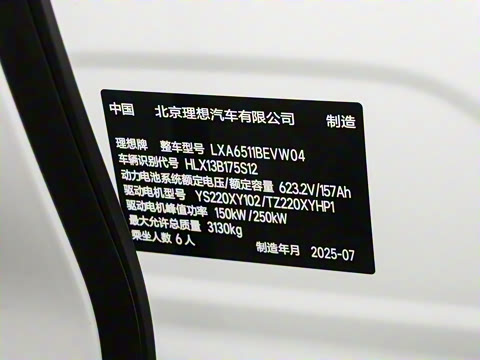 中国 北京理想汽车有限公司 制造
理想牌 整车型号 LXA6511BEVW04
车辆识别代号 HLX13B175S12
动力电池系统额定电压/额定容量 623.2V/157Ah
驱动电机型号 YS220XY102/TZ220XYHP1
驱动电机峰值功率 150kW/250kW
最大允许总质量 3130kg
乘坐人数 6人 制造年月 2025-07